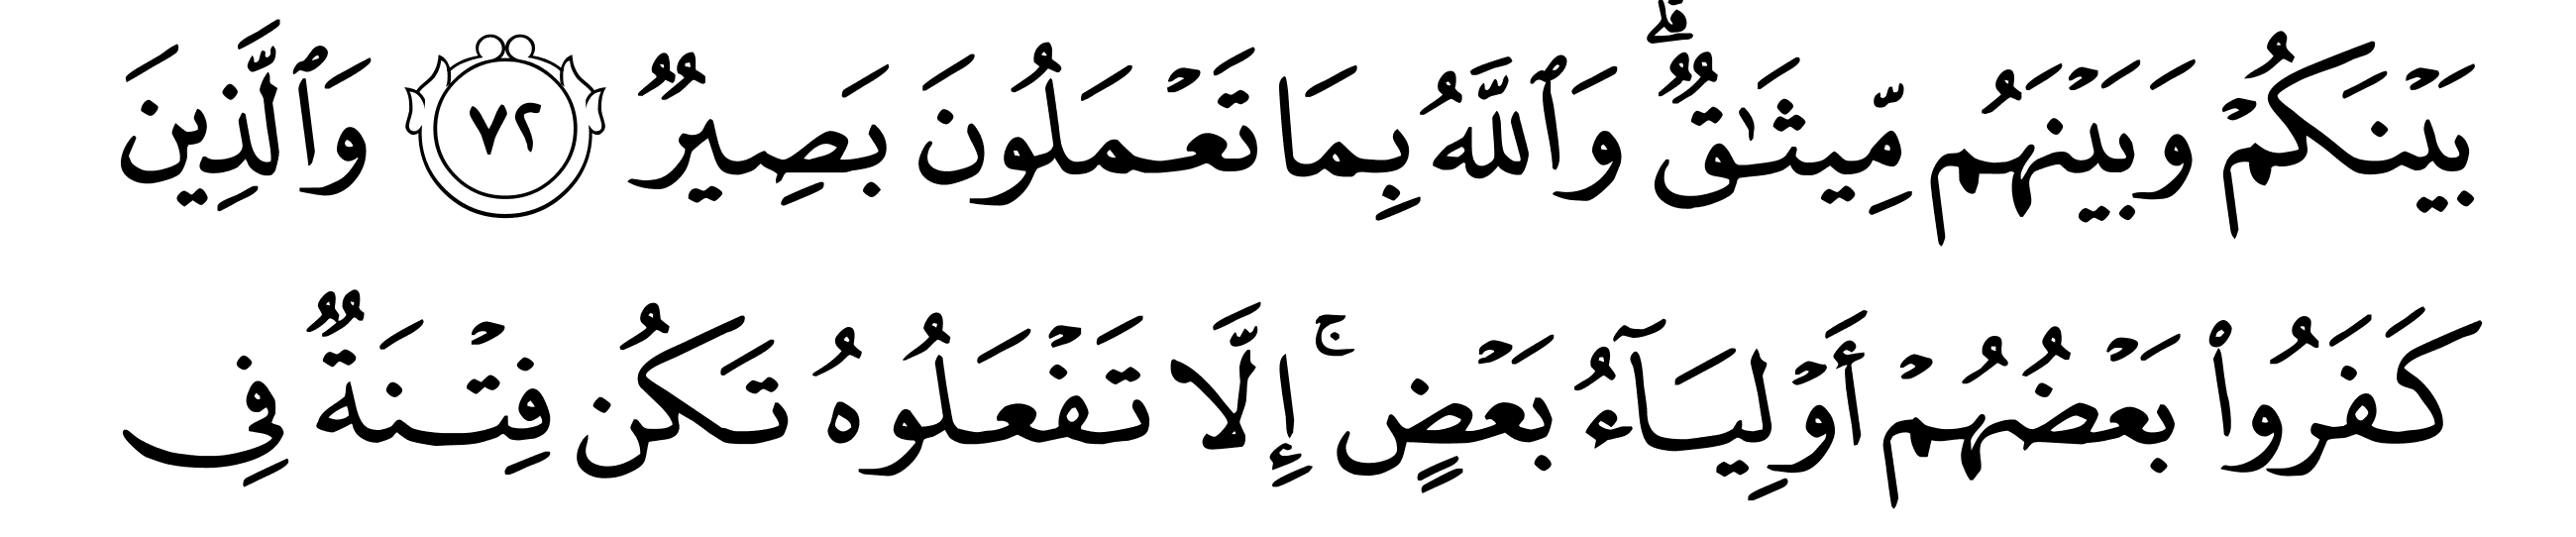 بَيۡنَكُمۡ وَبَيۡنَهُم مِّيثَٰقٞۗ وَٱللَّهُ بِمَا تَعۡمَلُونَ بَصِيرٞ ٧٢ وَٱلَّذِينَ
كَفَرُواْ بَعۡضُهُمۡ أَوۡلِيَآءُ بَعۡضٍۚ إِلَّا تَفۡعَلُوهُ تَكُن فِتۡنَةٞ فِي